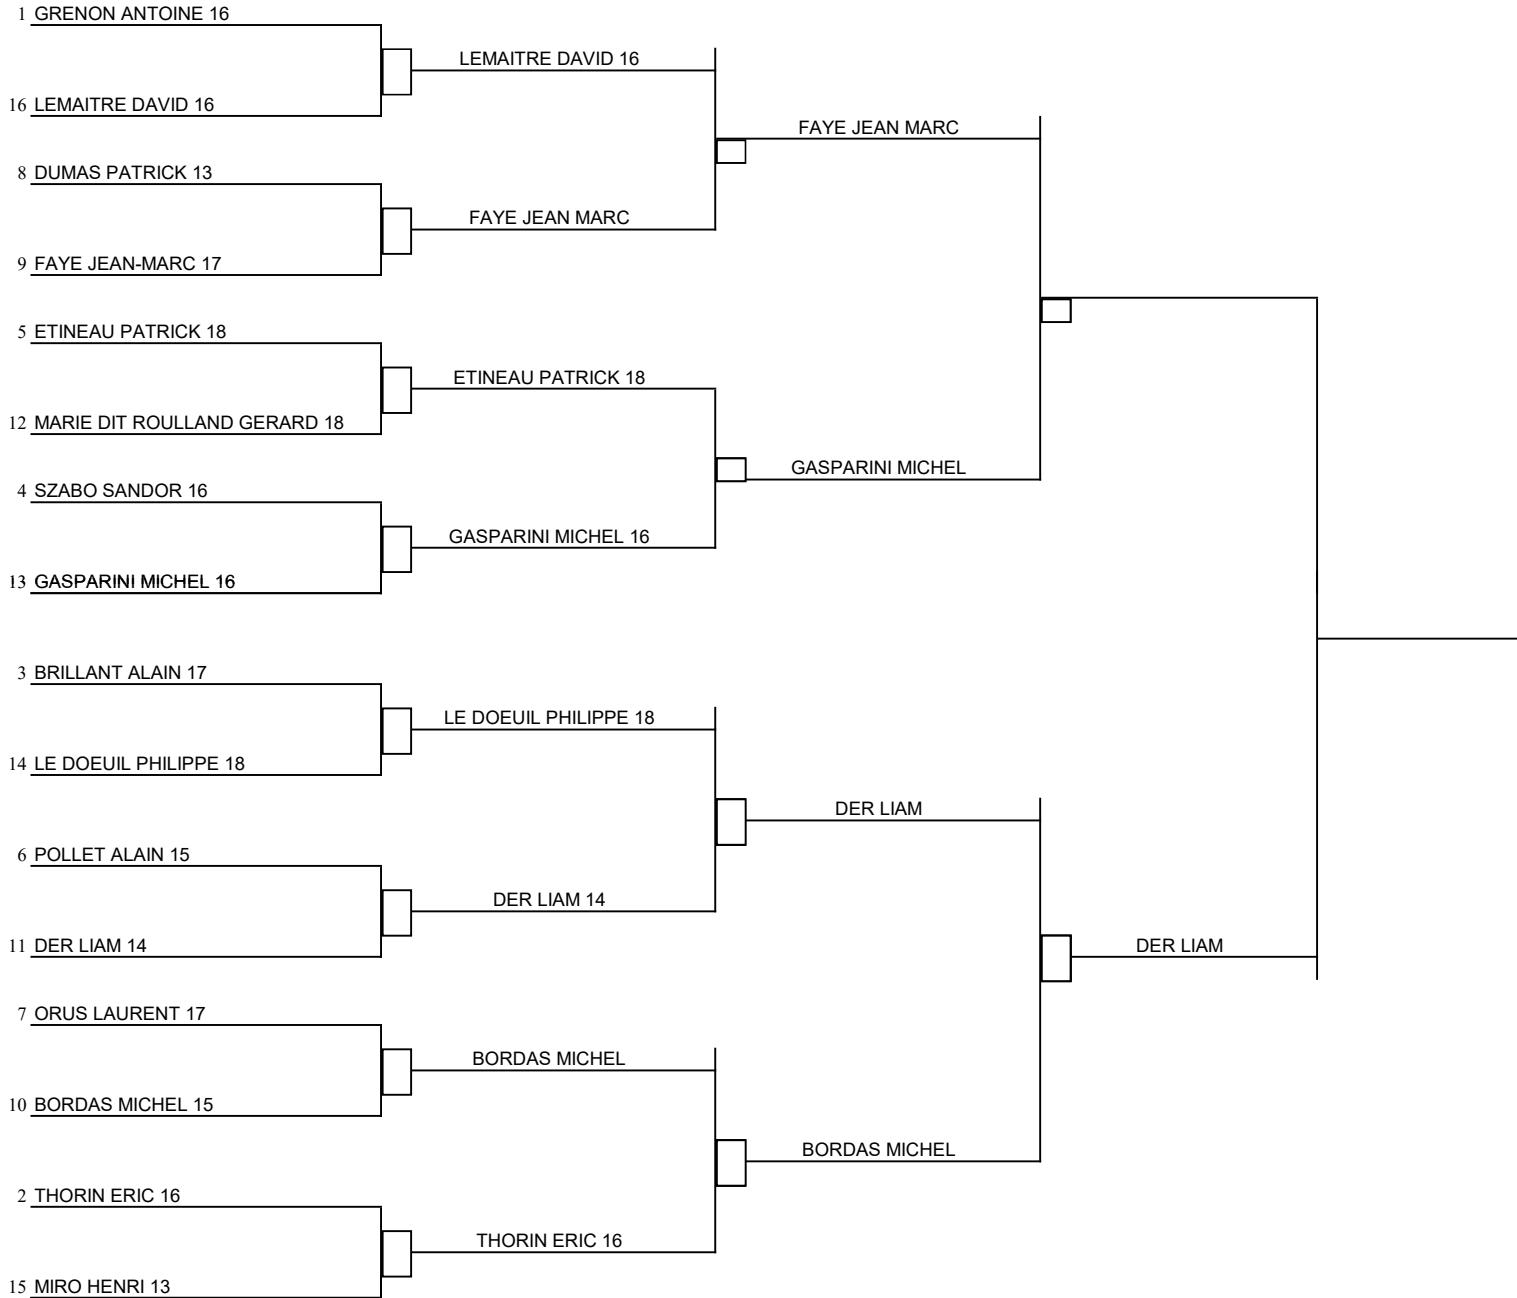 1 GRENON ANTOINE 16
LEMAITRE DAVID 16
16 LEMAITRE DAVID 16
FAYE JEAN MARC
8 DUMAS PATRICK 13
FAYE JEAN MARC
9 FAYE JEAN-MARC 17
5 ETINEAU PATRICK 18
ETINEAU PATRICK 18
12 MARIE DIT ROULLAND GERARD 18
GASPARINI MICHEL
4 SZABO SANDOR 16
GASPARINI MICHEL 16
13 GASPARINI MICHEL 16
3 BRILLANT ALAIN 17
LE DOEUIL PHILIPPE 18
14 LE DOEUIL PHILIPPE 18
DER LIAM
6 POLLET ALAIN 15
DER LIAM 14
11 DER LIAM 14
DER LIAM
7 ORUS LAURENT 17
BORDAS MICHEL
10 BORDAS MICHEL 15
BORDAS MICHEL
2 THORIN ERIC 16
THORIN ERIC 16
15 MIRO HENRI 13